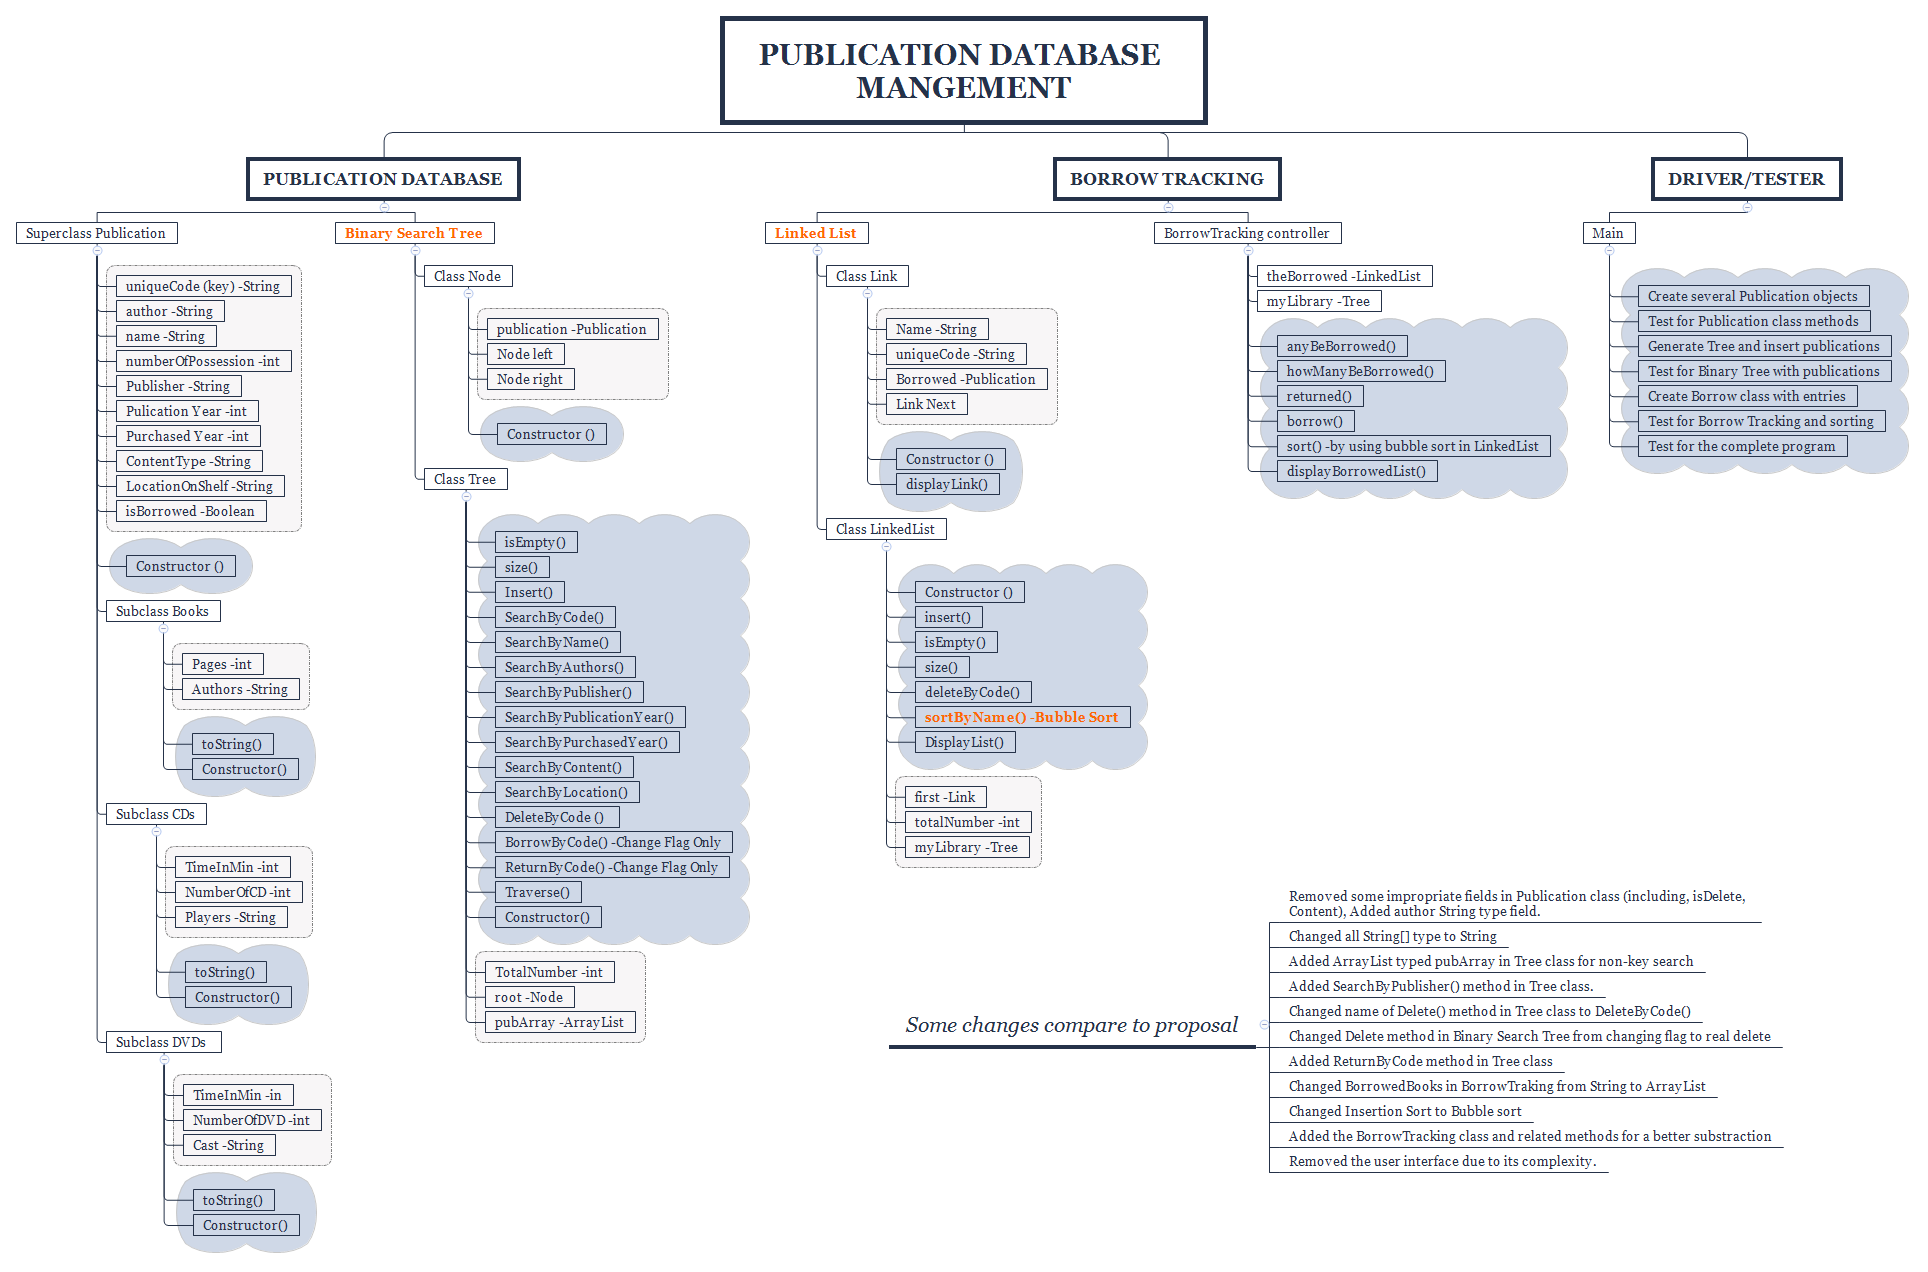 PUBLICATION DATABASE
MANGEMENT
PUBLICATION DATABASE
Superclass Publication
uniqueCode (key) -String
author -String
name -String
numberOfPossession -int
Publisher -String
Pulication Year -int
Purchased Year -int
ContentType -String
LocationOnShelf -String
isBorrowed -Boolean
Constructor ()
Subclass Books
Pages -int
Authors -String
toString()
Constructor()
Subclass CDs
TimeInMin -int
NumberOfCD -int
Players -String
toString()
Constructor()
Subclass DVDs
TimeInMin -in
NumberOfDVD -int
Cast -String
toString()
Constructor()
Binary Search Tree
Class Node
publication -Publication
Node left
Node right
Constructor ()
Class Tree
isEmpty()
size()
Insert()
SearchByCode()
SearchByName()
SearchByAuthors()
SearchByPublisher()
SearchByPublicationYear()
SearchByPurchasedYear()
SearchByContent()
SearchByLocation()
DeleteByCode ()
BorrowByCode() -Change Flag Only
ReturnByCode() -Change Flag Only
Traverse()
Constructor()
TotalNumber -int
root -Node
pubArray -ArrayList
BORROW TRACKING
Linked List
Class Link
Name -String
uniqueCode -String
Borrowed -Publication
Link Next
Constructor ()
displayLink()
Class LinkedList
Constructor ()
insert()
isEmpty()
size()
deleteByCode()
sortByName() -Bubble Sort
DisplayList()
first -Link
totalNumber -int
myLibrary -Tree
BorrowTracking controller
theBorrowed -LinkedList
myLibrary -Tree
anyBeBorrowed()
howManyBeBorrowed()
returned()
borrow()
sort() -by using bubble sort in LinkedList
displayBorrowedList()
DRIVER/TESTER
Main
Create several Publication objects
Test for Publication class methods
Generate Tree and insert publications
Test for Binary Tree with publications
Create Borrow class with entries
Test for Borrow Tracking and sorting
Test for the complete program
Some changes compare to proposal
Removed some impropriate fields in Publication class (including, isDelete,
Content), Added author String type field.
Changed all String[] type to String
Added ArrayList typed pubArray in Tree class for non-key search
Added SearchByPublisher() method in Tree class.
Changed name of Delete() method in Tree class to DeleteByCode()
Changed Delete method in Binary Search Tree from changing flag to real delete
Added ReturnByCode method in Tree class
Changed BorrowedBooks in BorrowTraking from String to ArrayList
Changed Insertion Sort to Bubble sort
Added the BorrowTracking class and related methods for a better substraction
Removed the user interface due to its complexity.